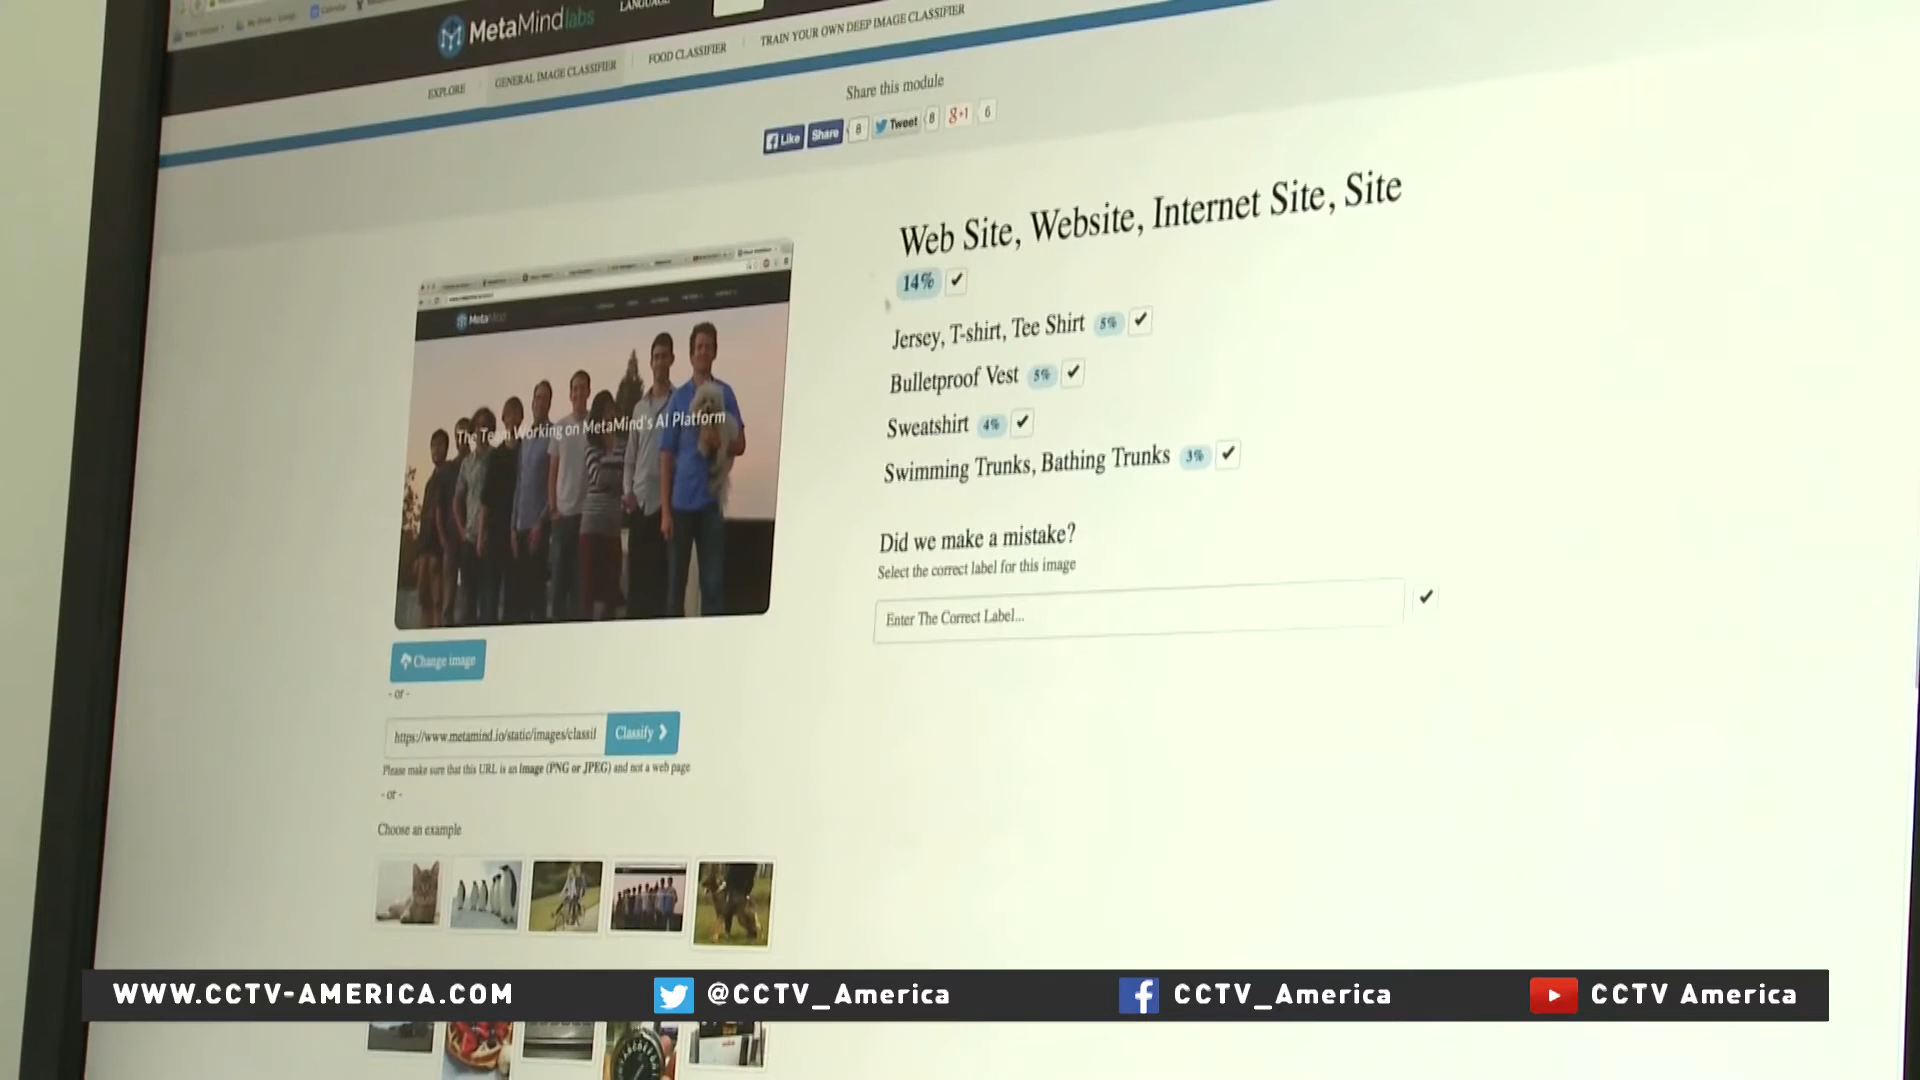 MetaMind labs
LANGUAGE
EXPLORE
GENERAL IMAGE CLASSIFIER
FOOD CLASSIFIER
TRAIN YOUR OWN DEEP IMAGE CLASSIFIER
Share this module
Like
Share
8
Tweet
8
g+1
6
Web Site, Website, Internet Site, Site
14%
Jersey, T-shirt, Tee Shirt 5%
Bulletproof Vest 5%
Sweatshirt 4%
Swimming Trunks, Bathing Trunks 3%
Did we make a mistake?
Select the correct label for this image
Enter The Correct Label...
MetaMind
The Team Working on MetaMind's AI Platform
Change image
- or -
https://www.metamind.io/static/images/classif
Classify
Please make sure that this URL is an image (PNG or JPEG) and not a web page
- or -
Choose an example
WWW.CCTV-AMERICA.COM
@CCTV_America
CCTV_America
CCTV America